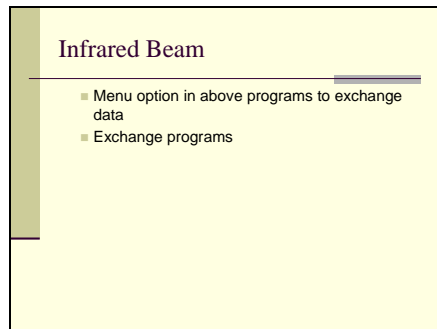 Infrared Beam
Menu option in above programs to exchange
data
Exchange programs